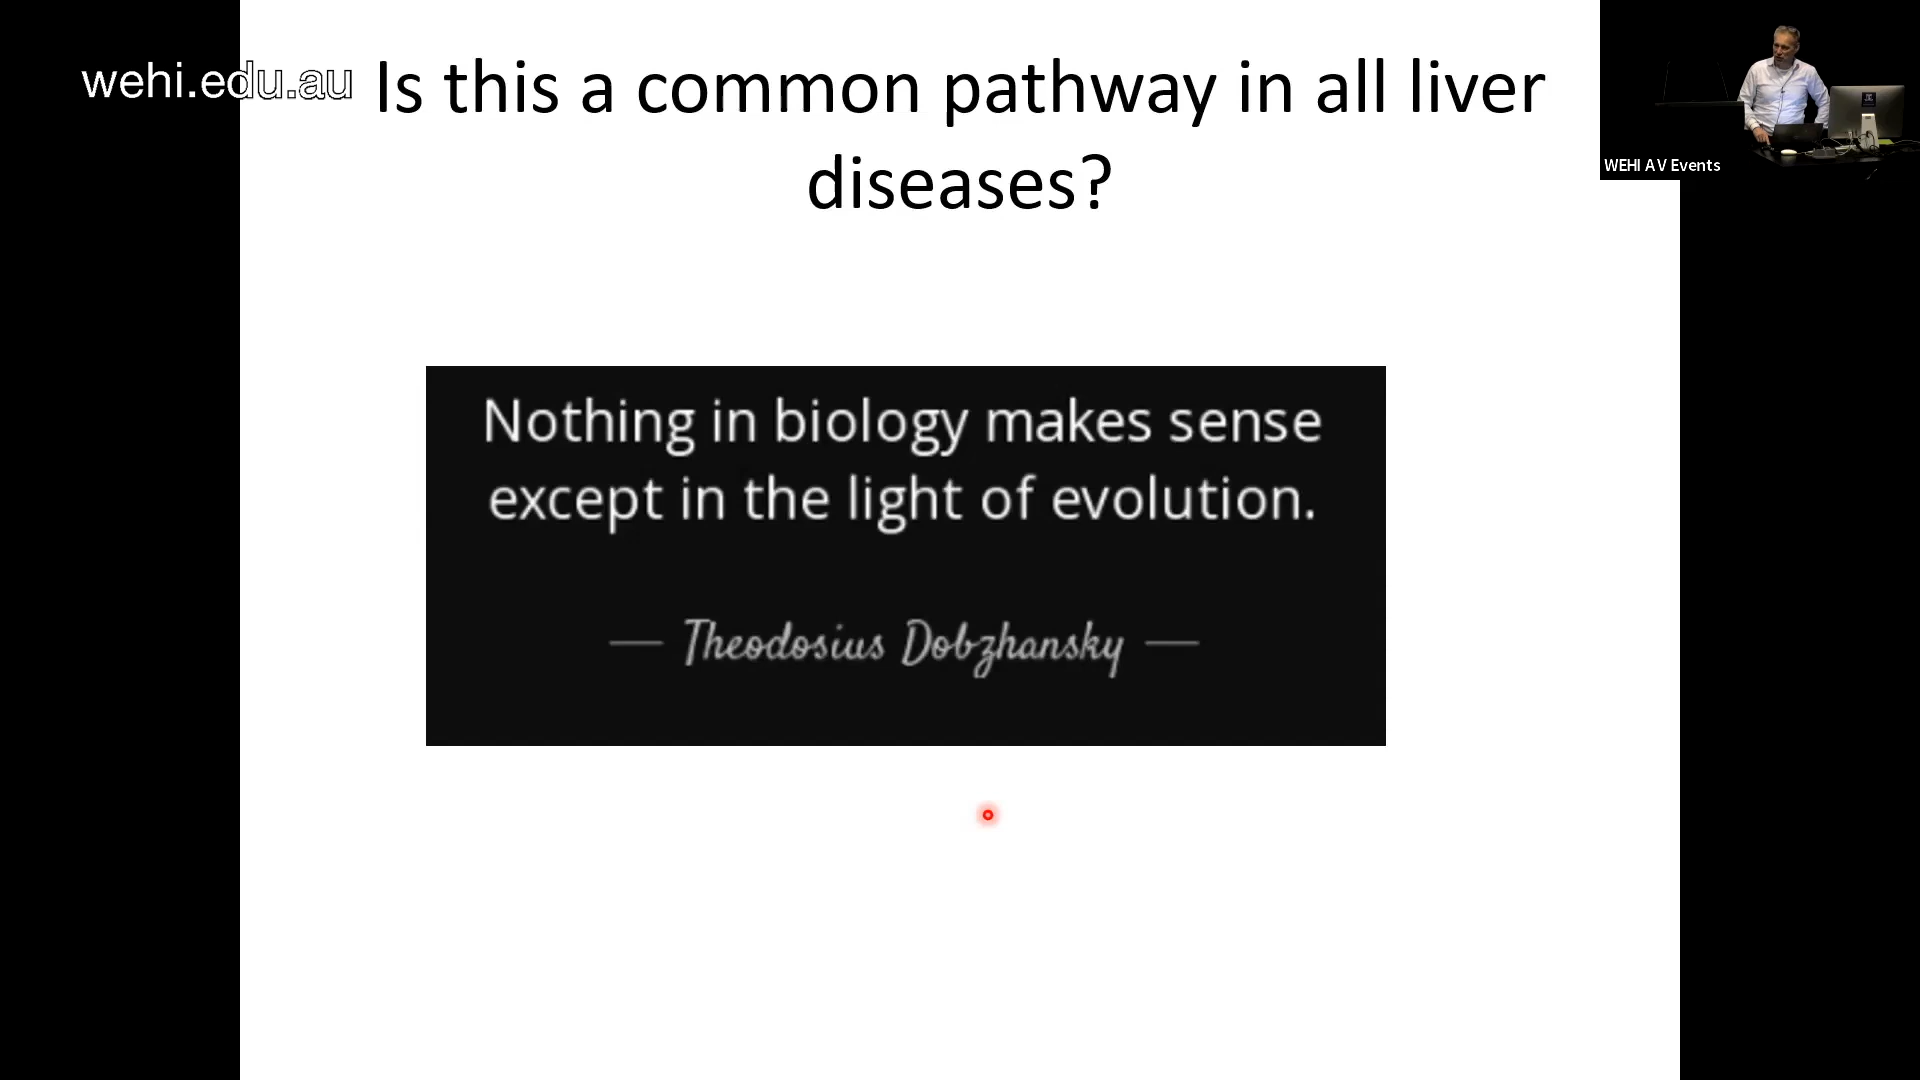 wehi.edu.au
Is this a common pathway in all liver
diseases?
WEHI AV Events
Nothing in biology makes sense
except in the light of evolution.
— Theodosius Dobzhansky —